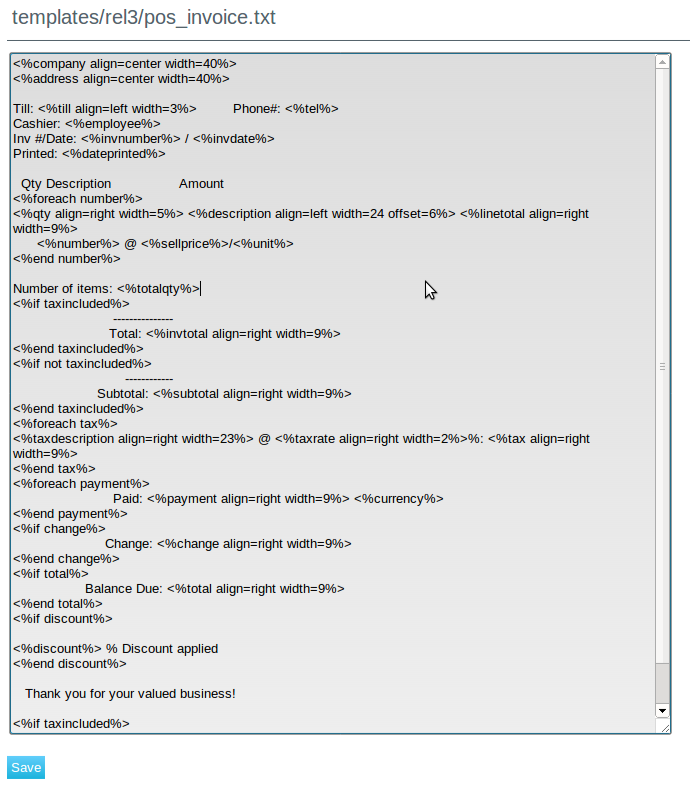 templates/rel3/pos_invoice.txt
<%company align=center width=40%>
<%address align=center width=40%>
Till: <%till align=left width=3%> Phone#: <%tel%>
Cashier: <%employee%>
Inv #/Date: <%invnumber%> / <%invdate%>
Printed: <%dateprinted%>
Qty Description Amount
<%foreach number%>
<%qty align=right width=5%> <%description align=left width=24 offset=6%> <%linetotal align=right
width=9%>
<%number%> @ <%sellprice%>/<%unit%>
<%end number%>
Number of items: <%totalqty%>
<%if taxincluded%>
---------------
Total: <%invtotal align=right width=9%>
<%end taxincluded%>
<%if not taxincluded%>
------------
Subtotal: <%subtotal align=right width=9%>
<%end taxincluded%>
<%foreach tax%>
<%taxdescription align=right width=23%> @ <%taxrate align=right width=2%>%: <%tax align=right
width=9%>
<%end tax%>
<%foreach payment%>
Paid: <%payment align=right width=9%> <%currency%>
<%end payment%>
<%if change%>
Change: <%change align=right width=9%>
<%end change%>
<%if total%>
Balance Due: <%total align=right width=9%>
<%end total%>
<%if discount%>
<%discount%> % Discount applied
<%end discount%>
Thank you for your valued business!
<%if taxincluded%>
Save